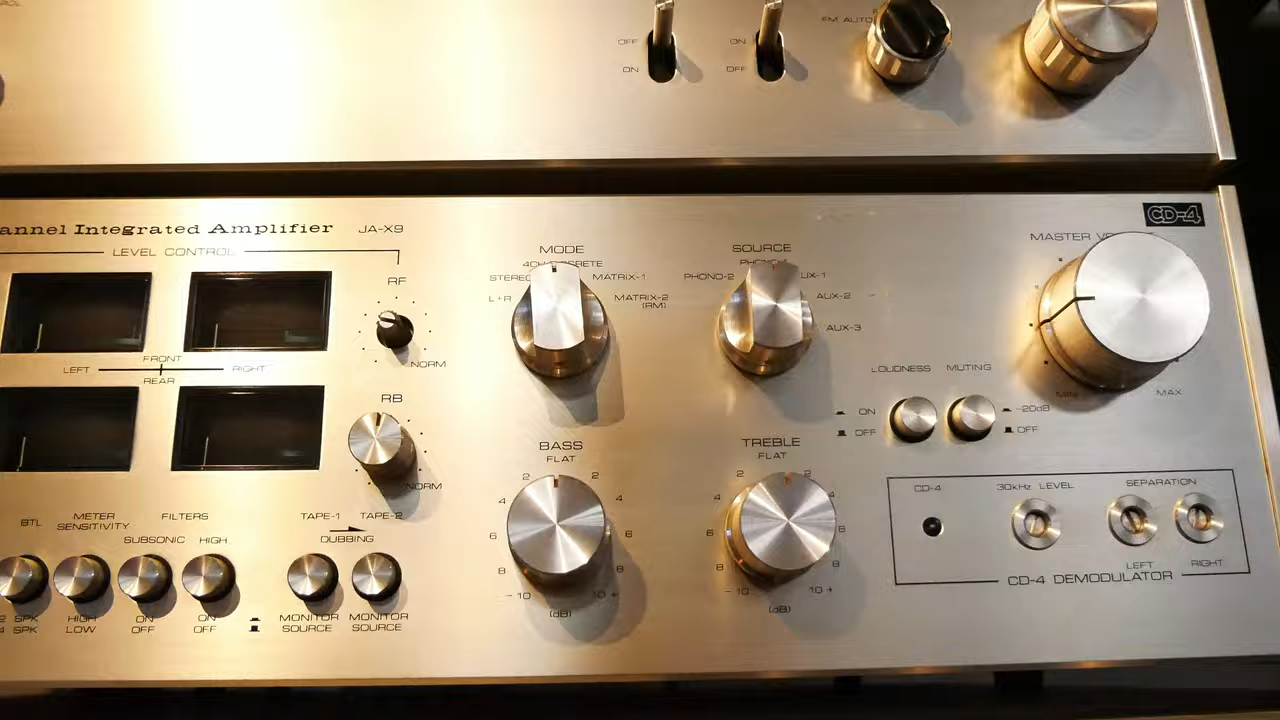 OFF
ON
ON
OFF
FM AUTO
CD-4
annel Integrated Amplifier JA-X9
LEVEL CONTROL
RF
NORM
FRONT
LEFT RIGHT
REAR
RB
NORM
MODE
STEREO MATRIX-1
L+R MATRIX-2
(RM)
SOURCE
PHONO-2 UX-1
AUX-2
AUX-3
MASTER
MIN MAX
LOUDNESS MUTING
ON -20dB
OFF OFF
BASS
FLAT
2 2
4 4
6 6
8 8
- 10 10 +
(dB)
TREBLE
FLAT
2 2
4 4
6 6
8 8
- 10 10 +
(dB)
BTL METER SENSITIVITY FILTERS
SUBSONIC HIGH
TAPE-1 TAPE-2
DUBBING
SPK HIGH ON ON MONITOR MONITOR
4 SPK LOW OFF OFF SOURCE SOURCE
CD-4 30kHz LEVEL SEPARATION
LEFT RIGHT
CD-4 DEMODULATOR